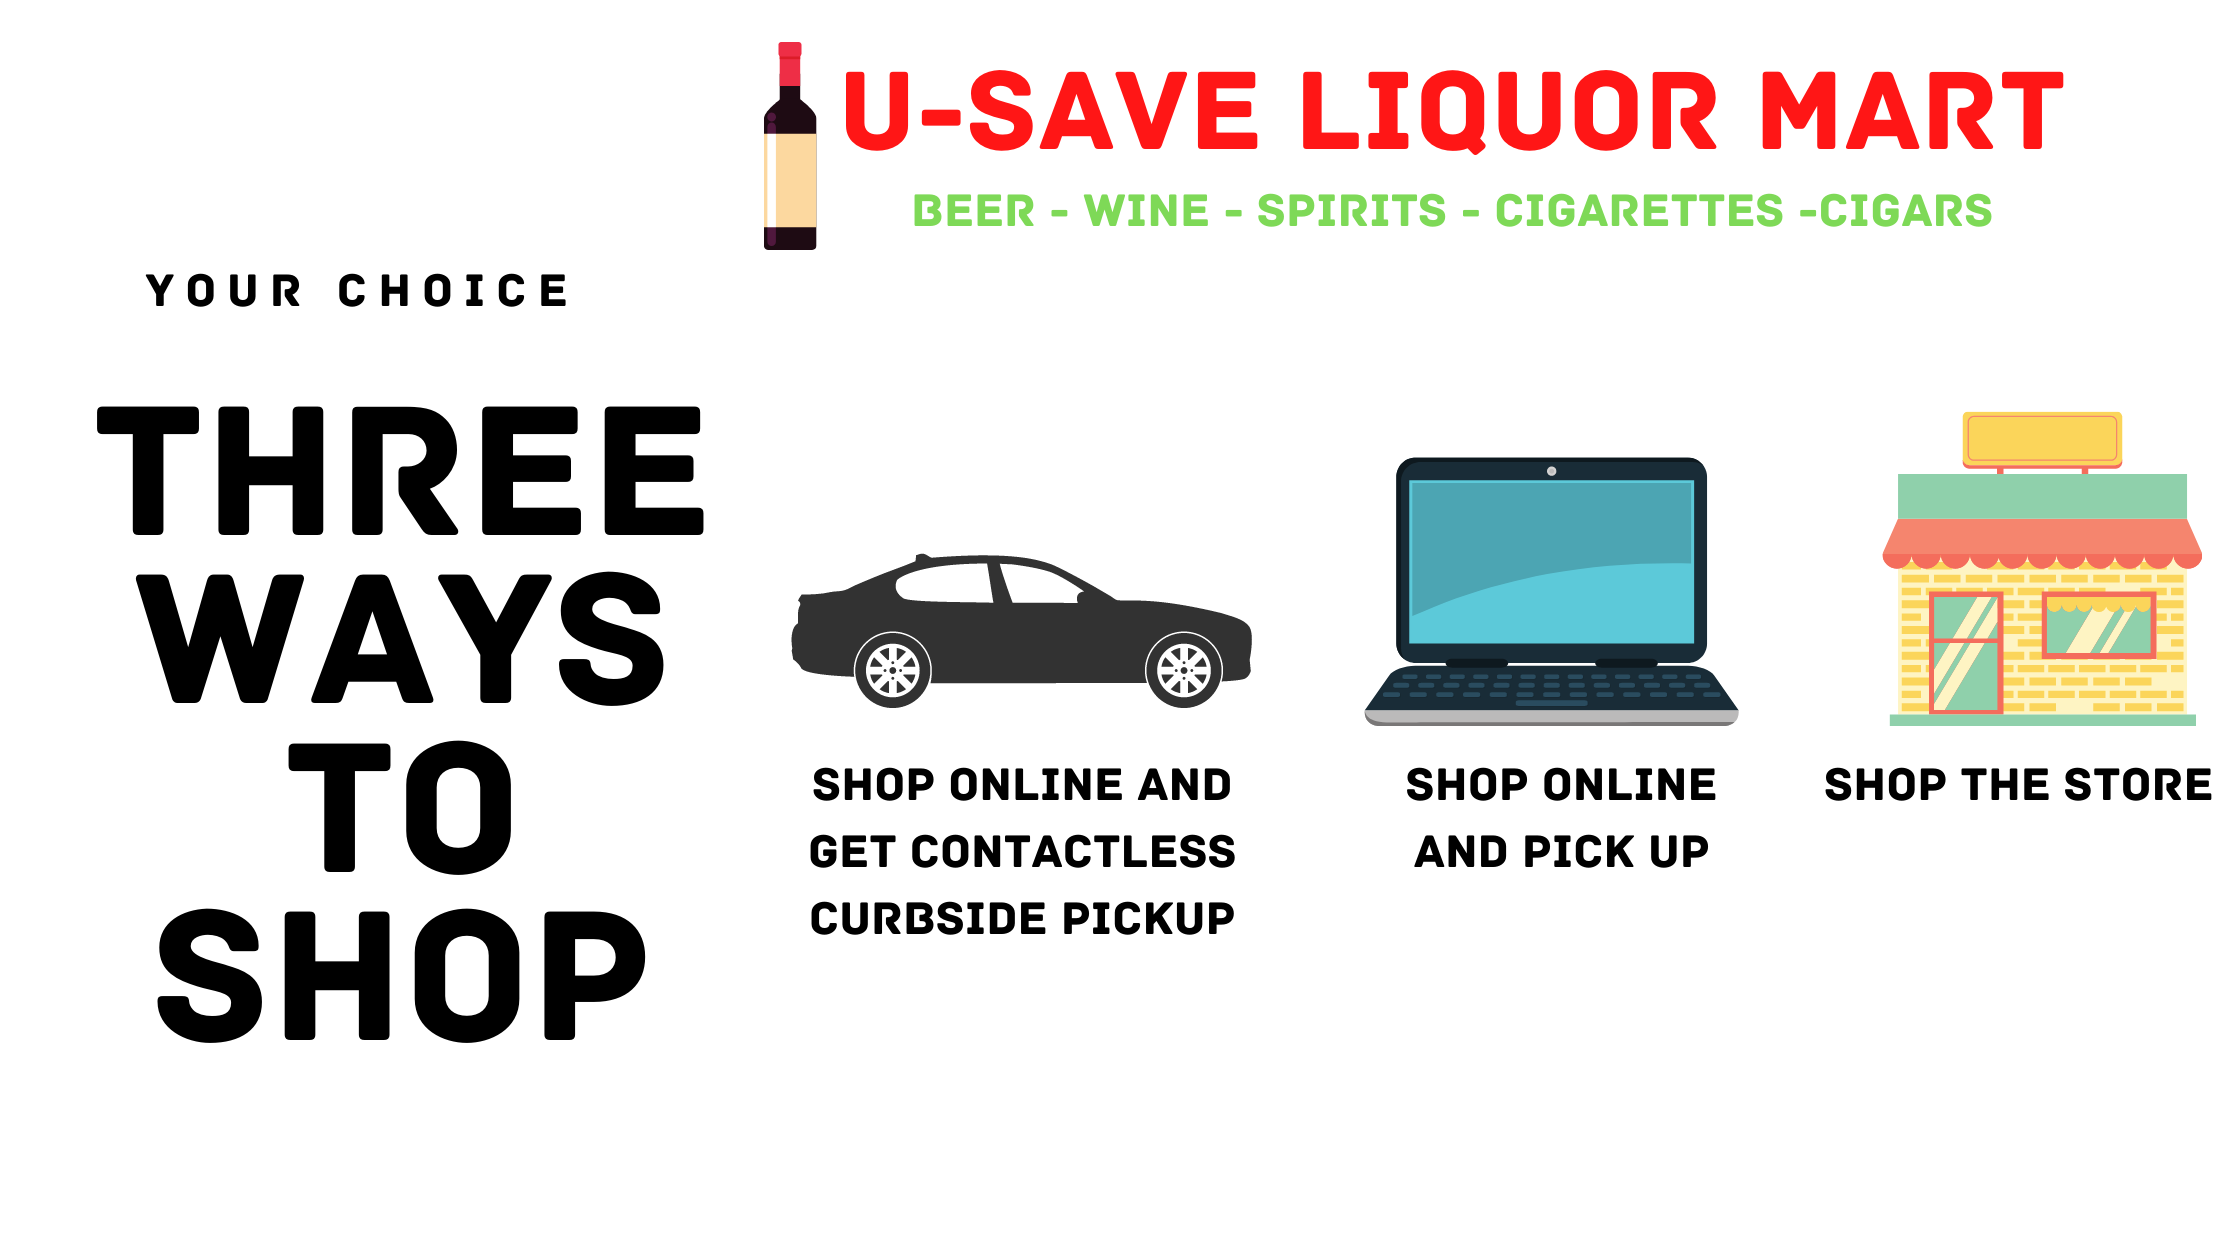 U-SAVE LIQUOR MART
BEER - WINE - SPIRITS - CIGARETTES -CIGARS
YOUR CHOICE
THREE
WAYS
TO
SHOP
SHOP ONLINE AND
GET CONTACTLESS
CURBSIDE PICKUP
SHOP ONLINE
AND PICK UP
SHOP THE STORE